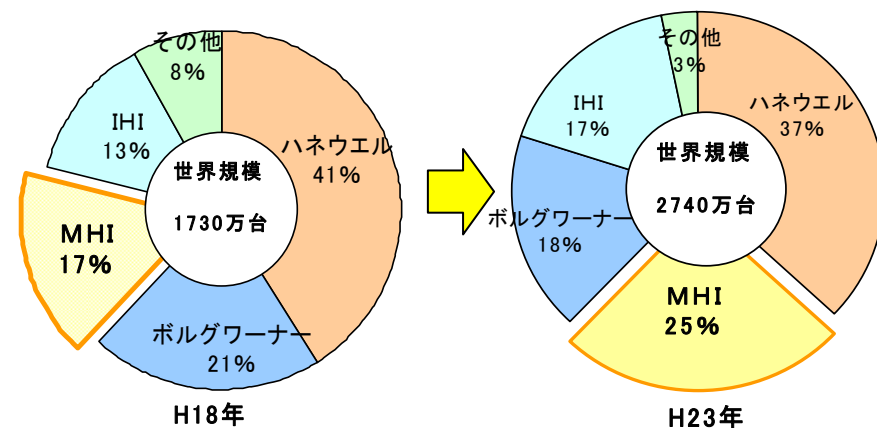 その他
8%
IHI
13%
ハネウエル
41%
世界規模
1730万台
MHI
17%
ボルグワーナー
21%
H18年
その他
3%
IHI
17%
ハネウエル
37%
世界規模
2740万台
ボルグワーナー
18%
MHI
25%
H23年